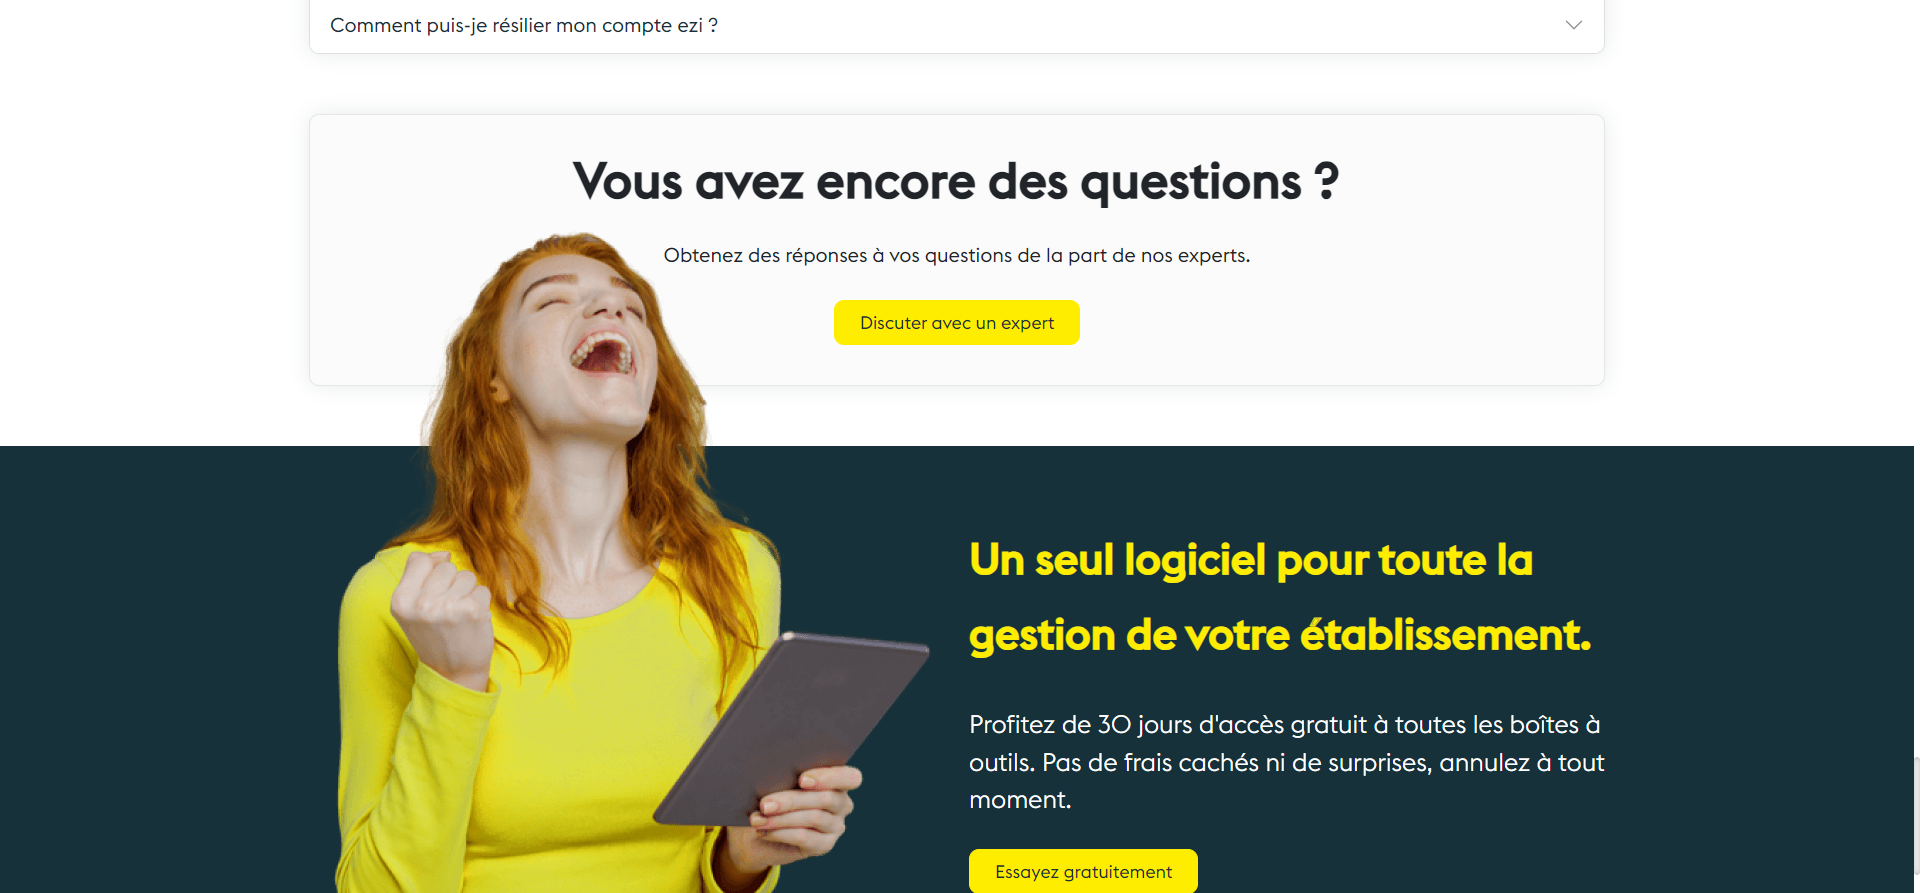 Comment puis-je résilier mon compte ezi ?
Vous avez encore des questions ?
Obtenez des réponses à vos questions de la part de nos experts.
Discuter avec un expert
Un seul logiciel pour toute la
gestion de votre établissement.
Profitez de 30 jours d'accès gratuit à toutes les boîtes à
outils. Pas de frais cachés ni de surprises, annulez à tout
moment.
Essayez gratuitement